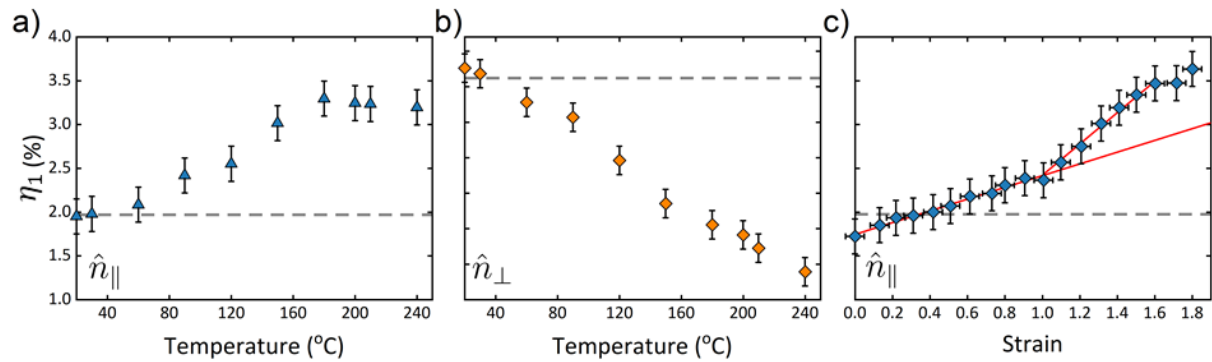 a)
b)
c)
4.0
3.5
3.0
2.5
2.0
1.5
1.0
η₁ (%)
n̂∥
n̂⊥
n̂∥
40 80 120 160 200 240
40 80 120 160 200 240
0.0 0.2 0.4 0.6 0.8 1.0 1.2 1.4 1.6 1.8
Temperature (°C)
Temperature (°C)
Strain